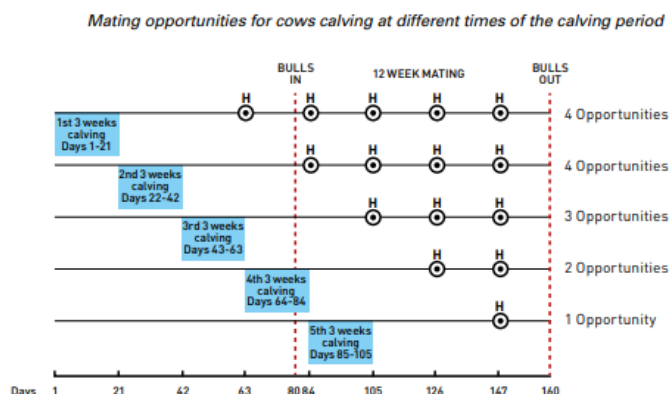 Mating opportunities for cows calving at different times of the calving period
BULLS
IN
12 WEEK MATING
BULLS
OUT
H
H
H
H
H
4 Opportunities
1st 3 weeks
calving
Days 1-21
H
H
H
H
4 Opportunities
2nd 3 weeks
calving
Days 22-42
H
H
H
3 Opportunities
3rd 3 weeks
calving
Days 43-63
H
H
2 Opportunities
4th 3 weeks
calving
Days 64-84
H
1 Opportunity
5th 3 weeks
calving
Days 85-105
Days 1 21 42 63 80 84 105 126 147 160